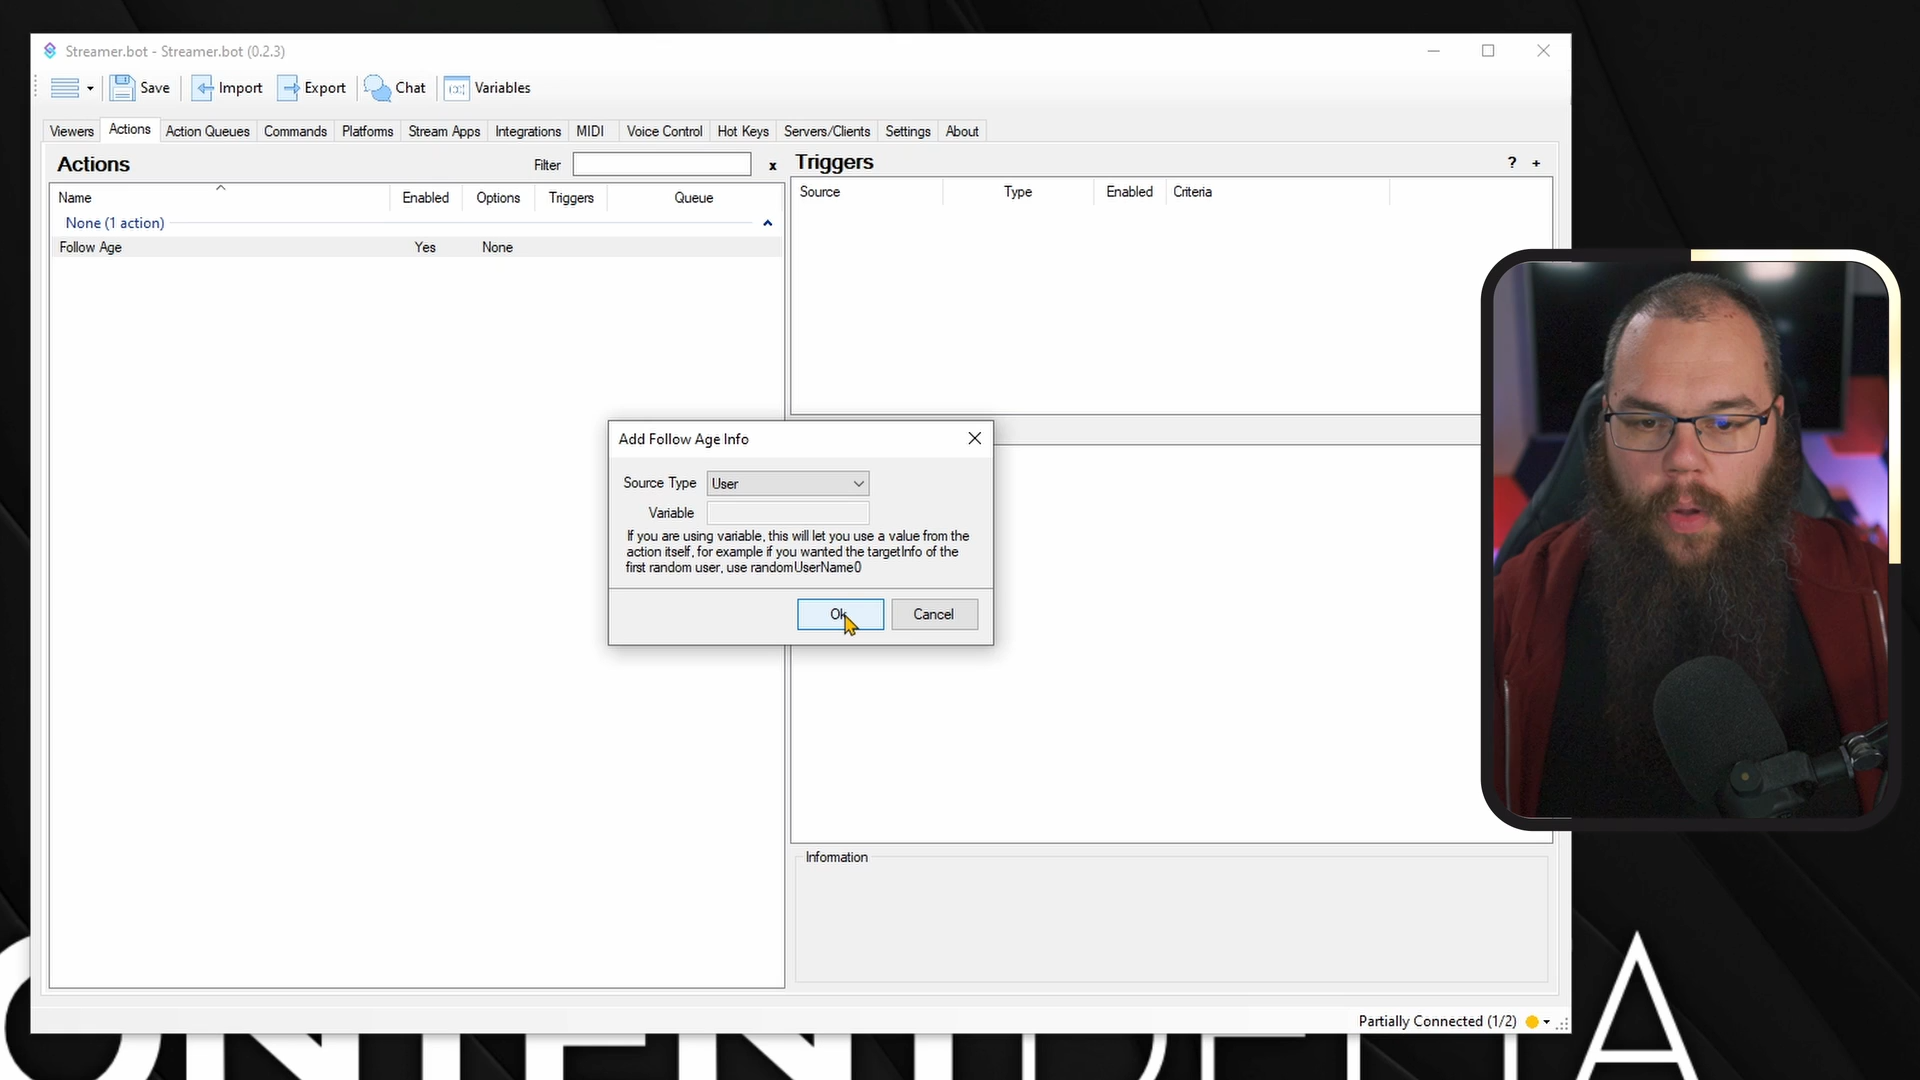 Streamer.bot - Streamer.bot (0.2.3)
Save Import Export Chat Variables
Viewers Actions Action Queues Commands Platforms Stream Apps Integrations MIDI Voice Control Hot Keys Servers/Clients Settings About
Actions Filter x
Name Enabled Options Triggers Queue
None (1 action)
Follow Age Yes None
Triggers ? +
Source Type Enabled Criteria
Add Follow Age Info
Source Type User
Variable
If you are using variable, this will let you use a value from the
action itself, for example if you wanted the targetInfo of the
first random user, use randomUserName0
Ok Cancel
Information
Partially Connected (1/2)